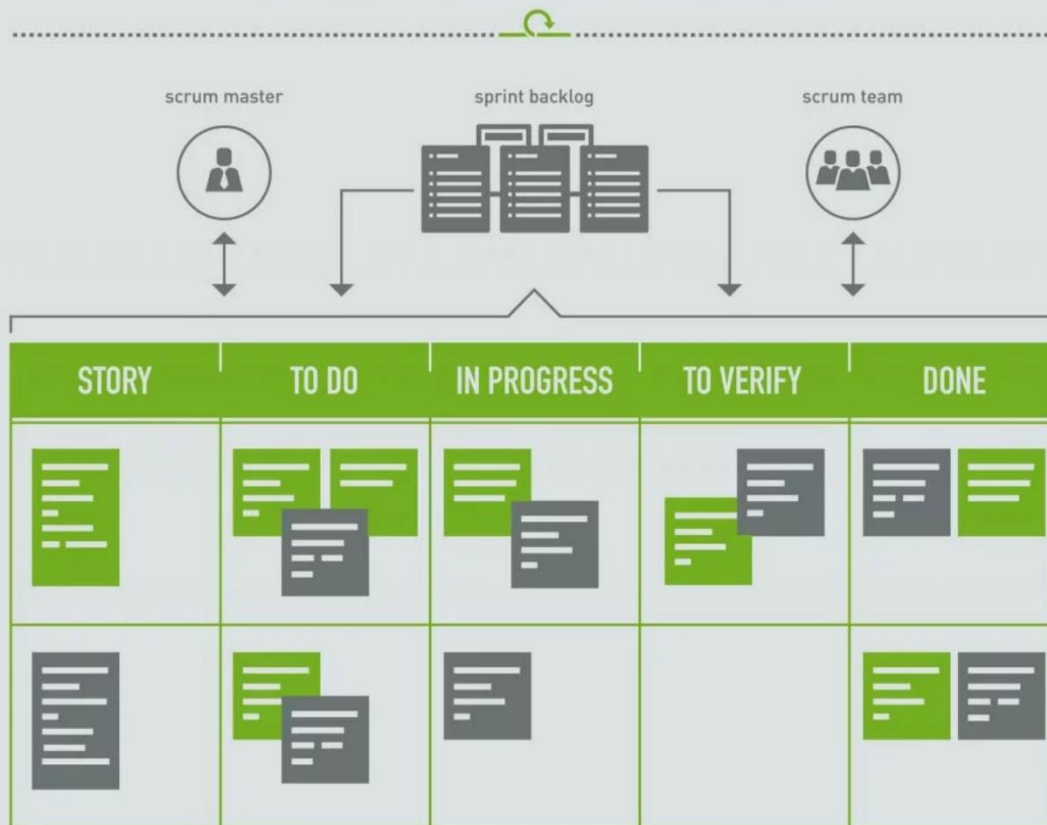 scrum master
sprint backlog
scrum team
STORY
TO DO
IN PROGRESS
TO VERIFY
DONE